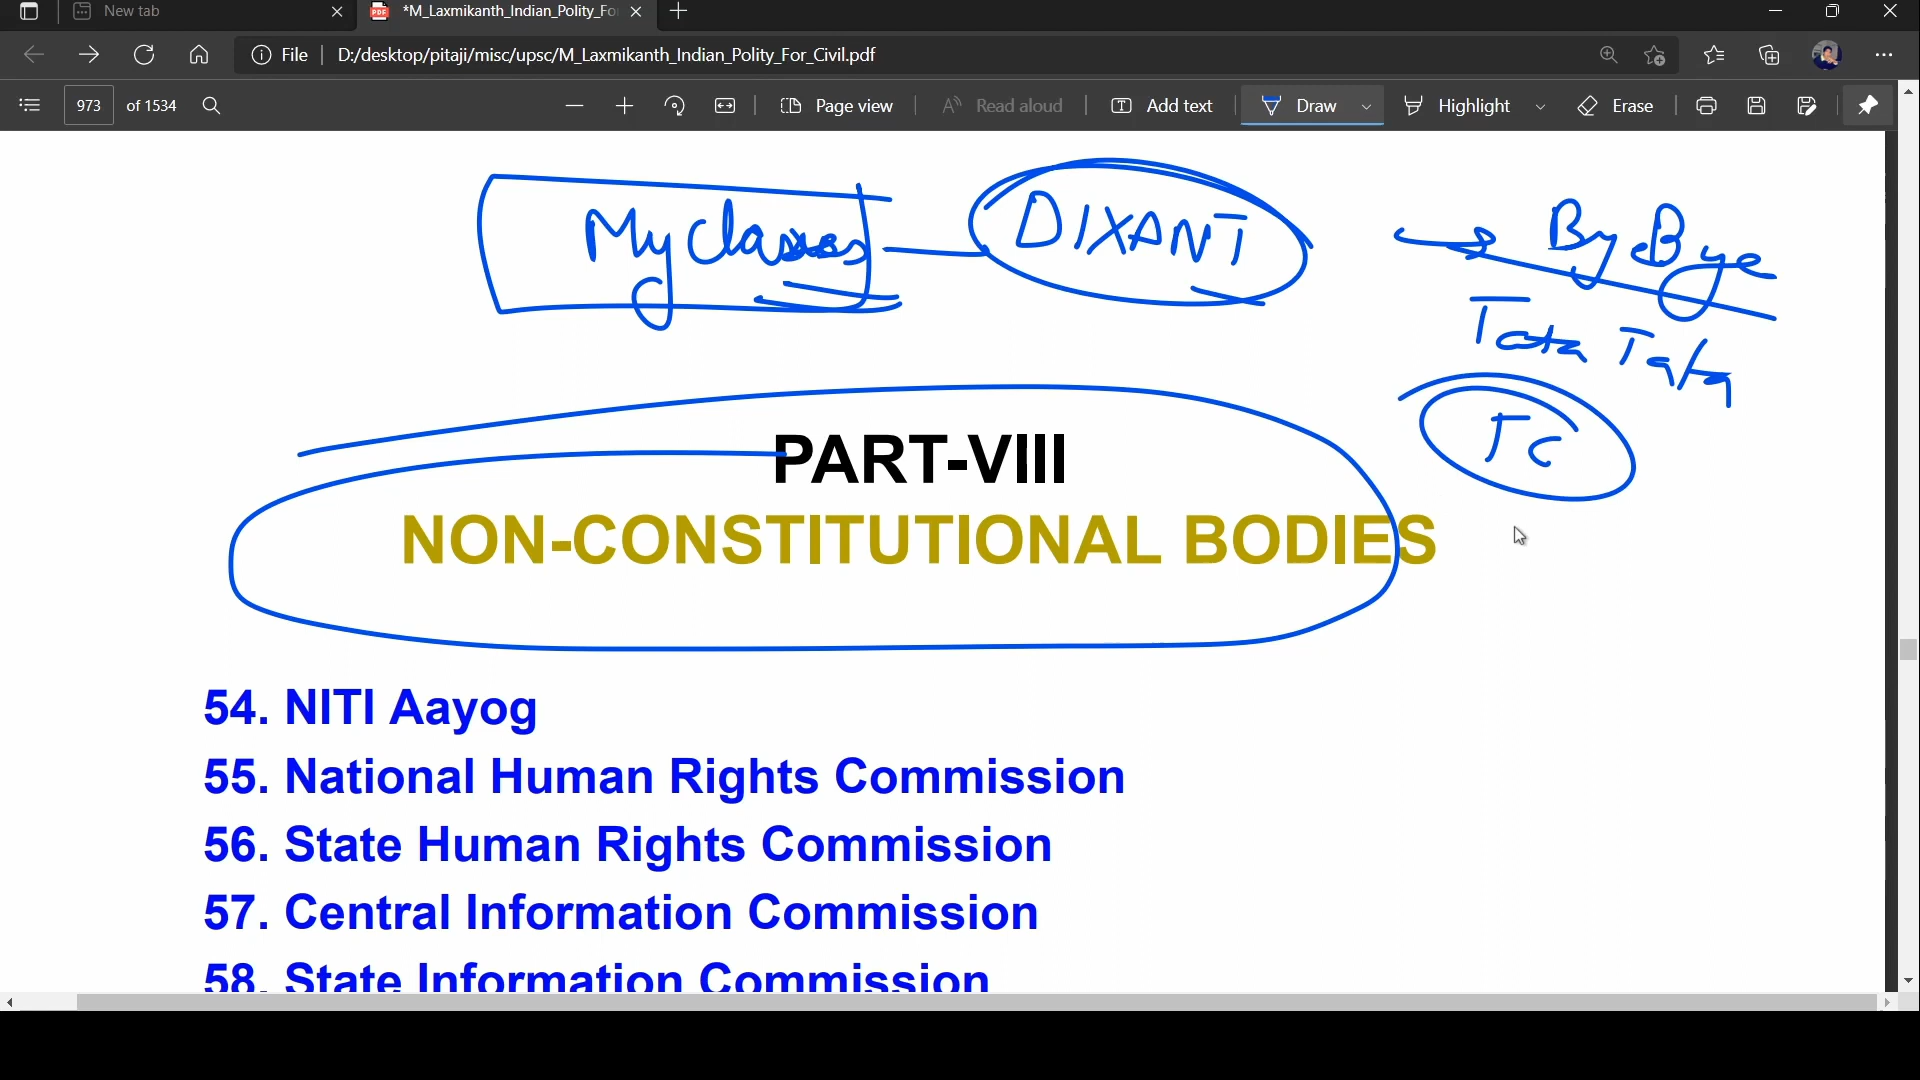 New tab
*M_Laxmikanth_Indian_Polity_Fo
File D:/desktop/pitaji/misc/upsc/M_Laxmikanth_Indian_Polity_For_Civil.pdf
973 of 1534 Page view Read aloud Add text Draw Highlight Erase
My classes DIXANT By Bye
Tata Tata
TC
PART-VIII
NON-CONSTITUTIONAL BODIES
54. NITI Aayog
55. National Human Rights Commission
56. State Human Rights Commission
57. Central Information Commission
58. State Information Commission